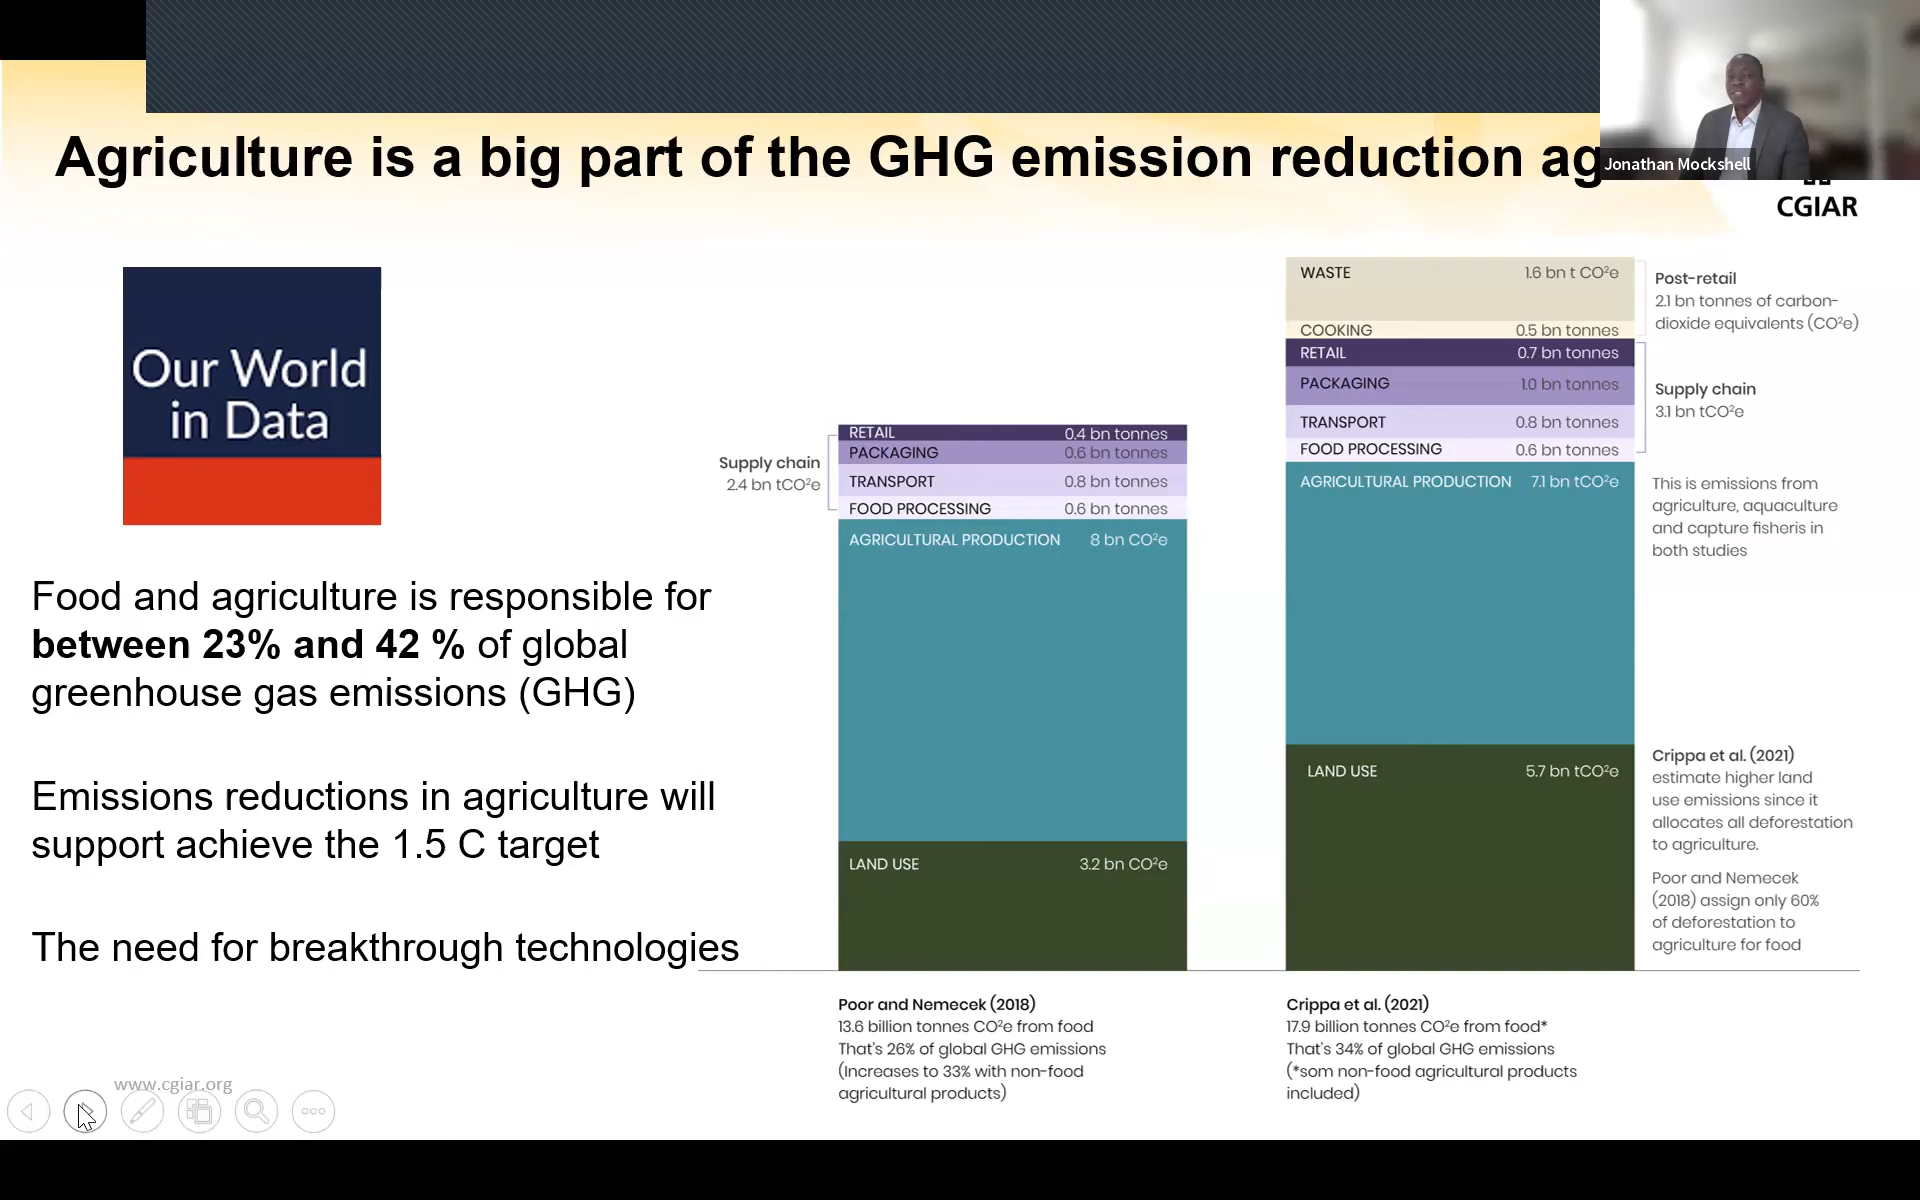 Agriculture is a big part of the GHG emission reduction ag
Jonathan Mockshell
CGIAR
Our World
in Data
Food and agriculture is responsible for
between 23% and 42 % of global
greenhouse gas emissions (GHG)
Emissions reductions in agriculture will
support achieve the 1.5 C target
The need for breakthrough technologies
Supply chain
2.4 bn tCO²e
RETAIL 0.4 bn tonnes
PACKAGING 0.6 bn tonnes
TRANSPORT 0.8 bn tonnes
FOOD PROCESSING 0.6 bn tonnes
AGRICULTURAL PRODUCTION 8 bn CO²e
LAND USE 3.2 bn CO²e
Poor and Nemecek (2018)
13.6 billion tonnes CO²e from food
That's 26% of global GHG emissions
(Increases to 33% with non-food
agricultural products)
WASTE 1.6 bn t CO²e
COOKING 0.5 bn tonnes
RETAIL 0.7 bn tonnes
PACKAGING 1.0 bn tonnes
TRANSPORT 0.8 bn tonnes
FOOD PROCESSING 0.6 bn tonnes
AGRICULTURAL PRODUCTION 7.1 bn tCO²e
LAND USE 5.7 bn tCO²e
Crippa et al. (2021)
17.9 billion tonnes CO²e from food*
That's 34% of global GHG emissions
(*som non-food agricultural products
included)
Post-retail
2.1 bn tonnes of carbon-
dioxide equivalents (CO²e)
Supply chain
3.1 bn tCO²e
This is emissions from
agriculture, aquaculture
and capture fisheris in
both studies
Crippa et al. (2021)
estimate higher land
use emissions since it
allocates all deforestation
to agriculture.
Poor and Nemecek
(2018) assign only 60%
of deforestation to
agriculture for food
www.cgiar.org